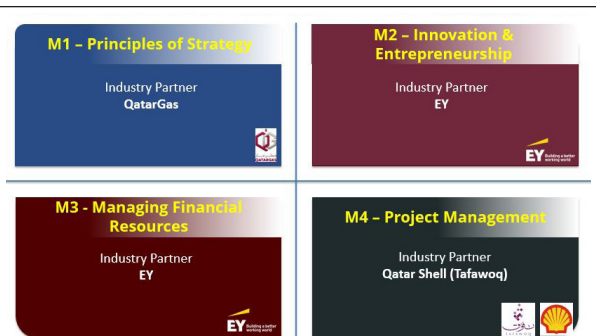 M1 – Principles of Strategy
Industry Partner
QatarGas
QATARGAS
M2 – Innovation &
Entrepreneurship
Industry Partner
EY
EY Building a better
working world
M3 - Managing Financial
Resources
Industry Partner
EY
EY Building a better
working world
M4 – Project Management
Industry Partner
Qatar Shell (Tafawoq)